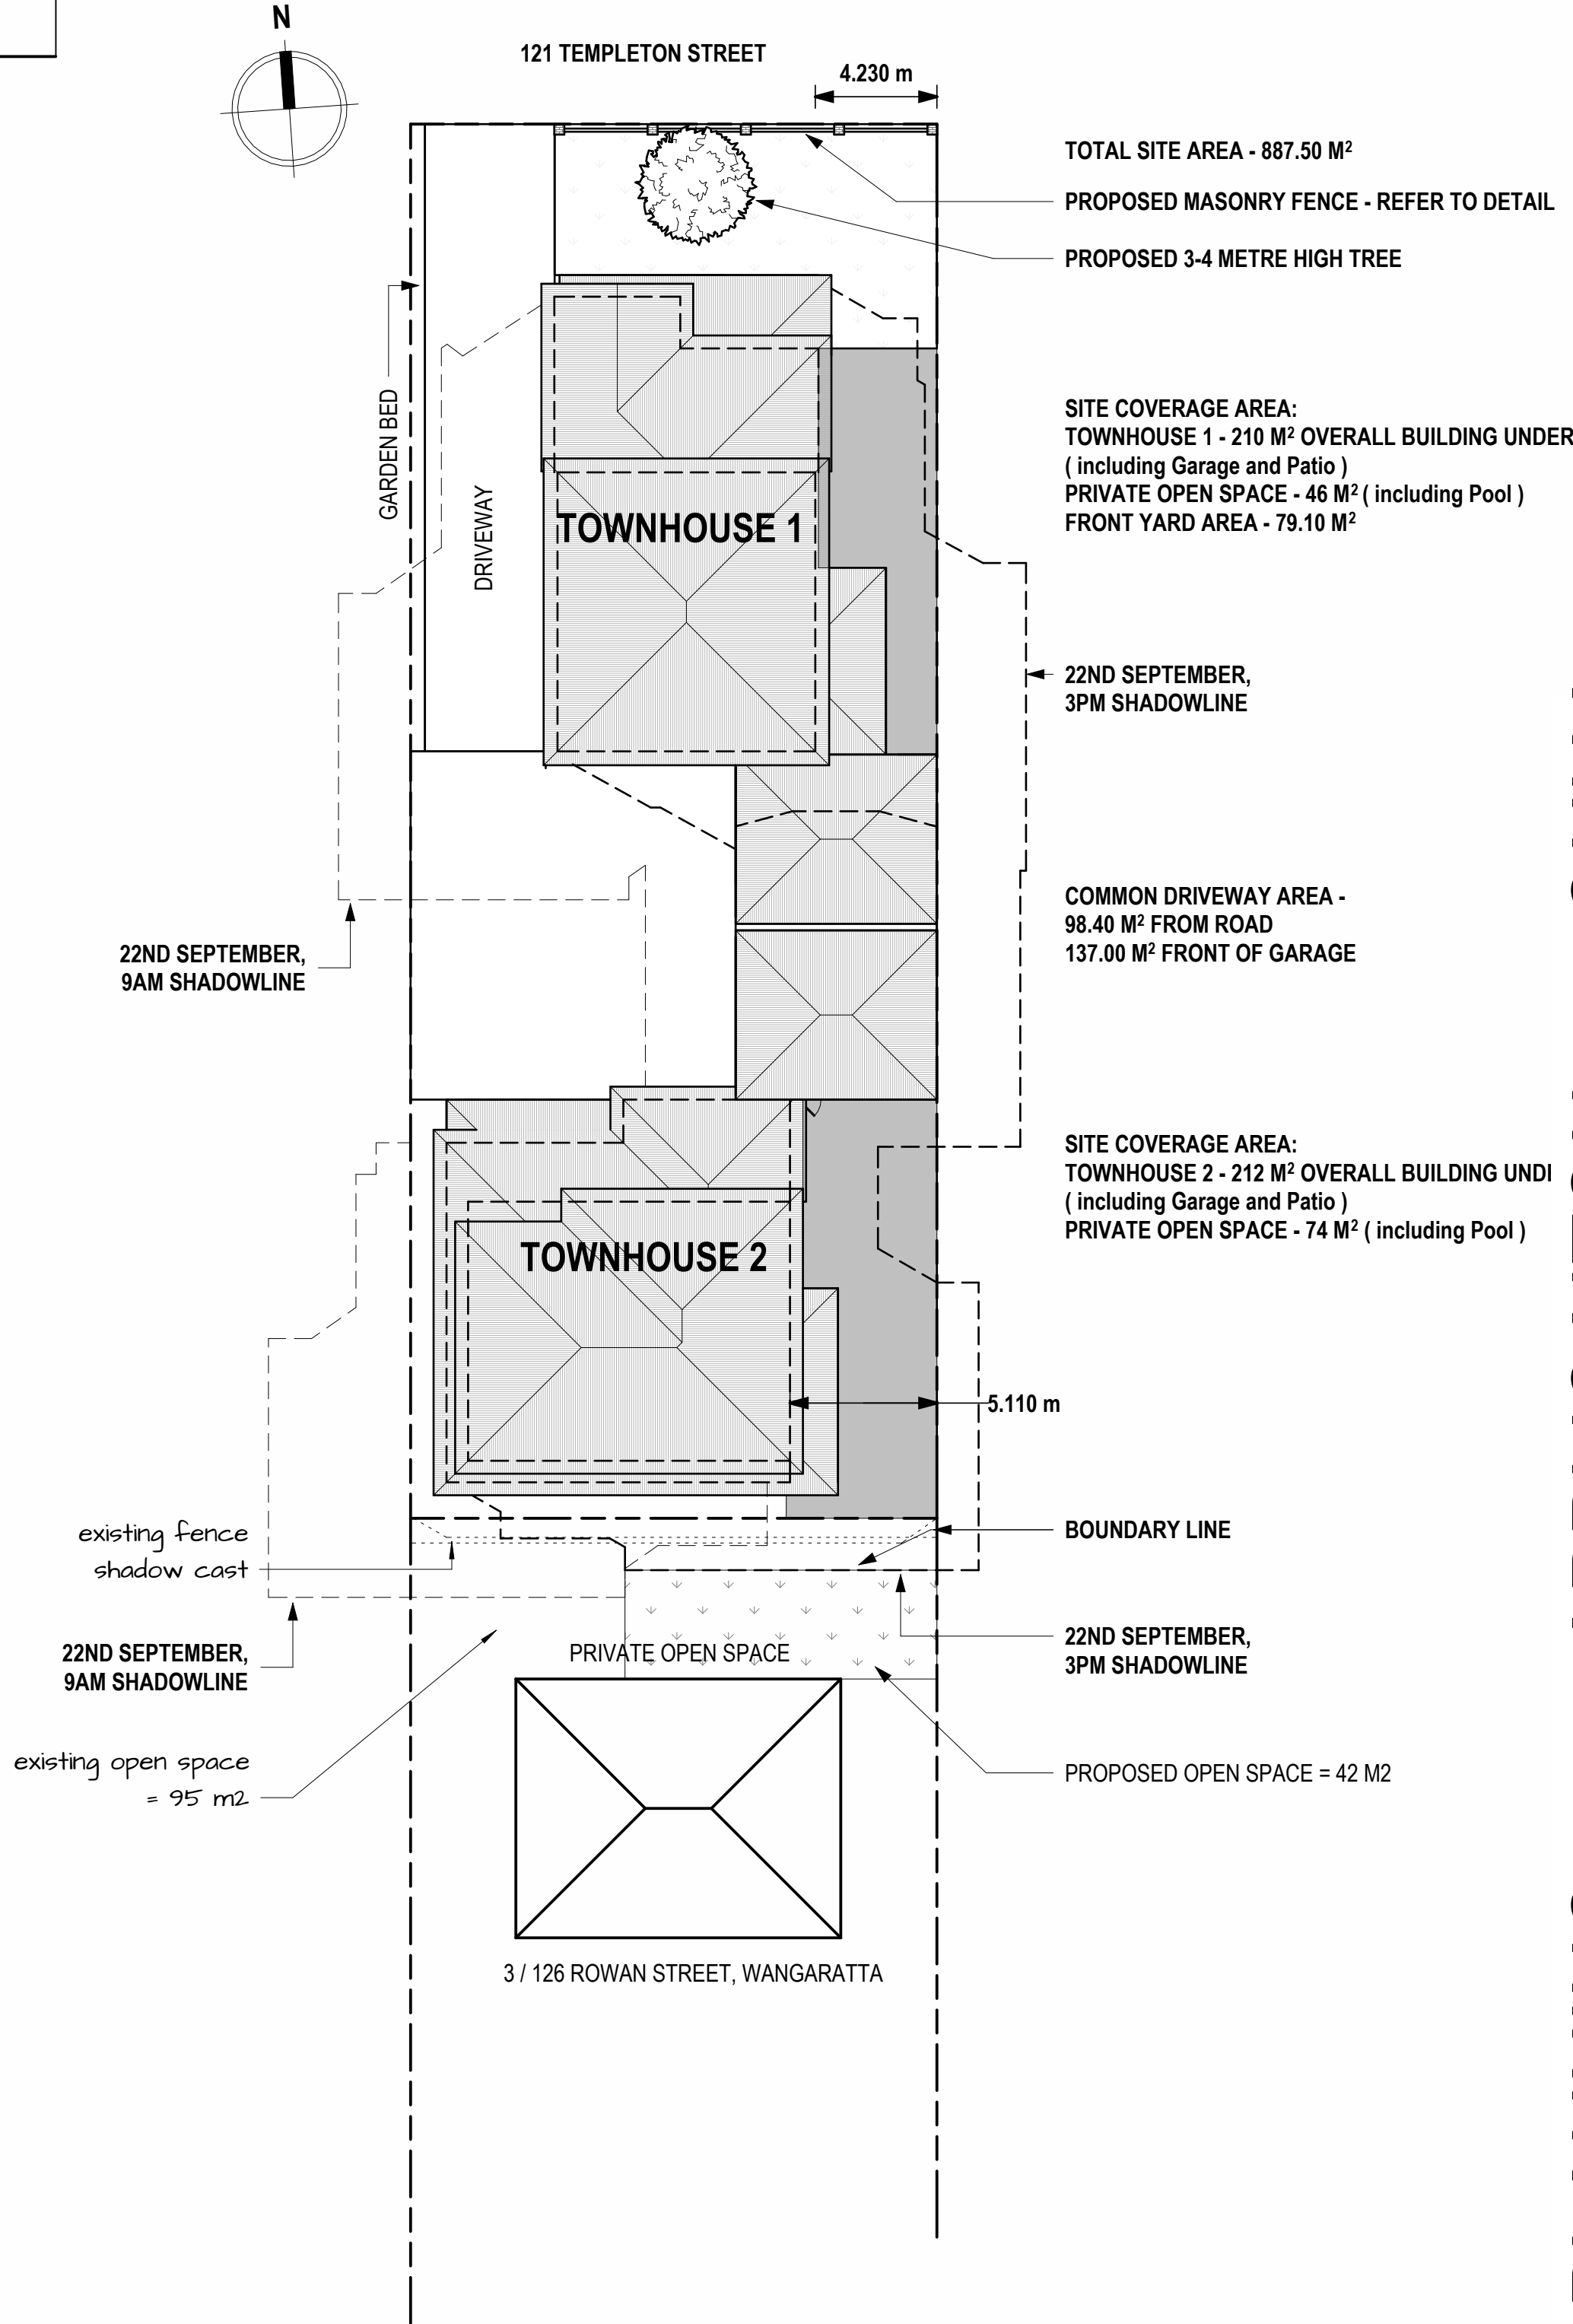 N
121 TEMPLETON STREET
4.230 m
TOTAL SITE AREA - 887.50 M²
PROPOSED MASONRY FENCE - REFER TO DETAIL
PROPOSED 3-4 METRE HIGH TREE
GARDEN BED
DRIVEWAY
TOWNHOUSE 1
SITE COVERAGE AREA:
TOWNHOUSE 1 - 210 M² OVERALL BUILDING UNDER
( including Garage and Patio )
PRIVATE OPEN SPACE - 46 M² ( including Pool )
FRONT YARD AREA - 79.10 M²
22ND SEPTEMBER,
3PM SHADOWLINE
22ND SEPTEMBER,
9AM SHADOWLINE
COMMON DRIVEWAY AREA -
98.40 M² FROM ROAD
137.00 M² FRONT OF GARAGE
SITE COVERAGE AREA:
TOWNHOUSE 2 - 212 M² OVERALL BUILDING
( including Garage and Patio )
PRIVATE OPEN SPACE - 74 M² ( including Pool )
TOWNHOUSE 2
5.110 m
existing fence
shadow cast
BOUNDARY LINE
22ND SEPTEMBER,
9AM SHADOWLINE
PRIVATE OPEN SPACE
22ND SEPTEMBER,
3PM SHADOWLINE
existing open space
= 95 m2
PROPOSED OPEN SPACE = 42 M2
3 / 126 ROWAN STREET, WANGARATTA